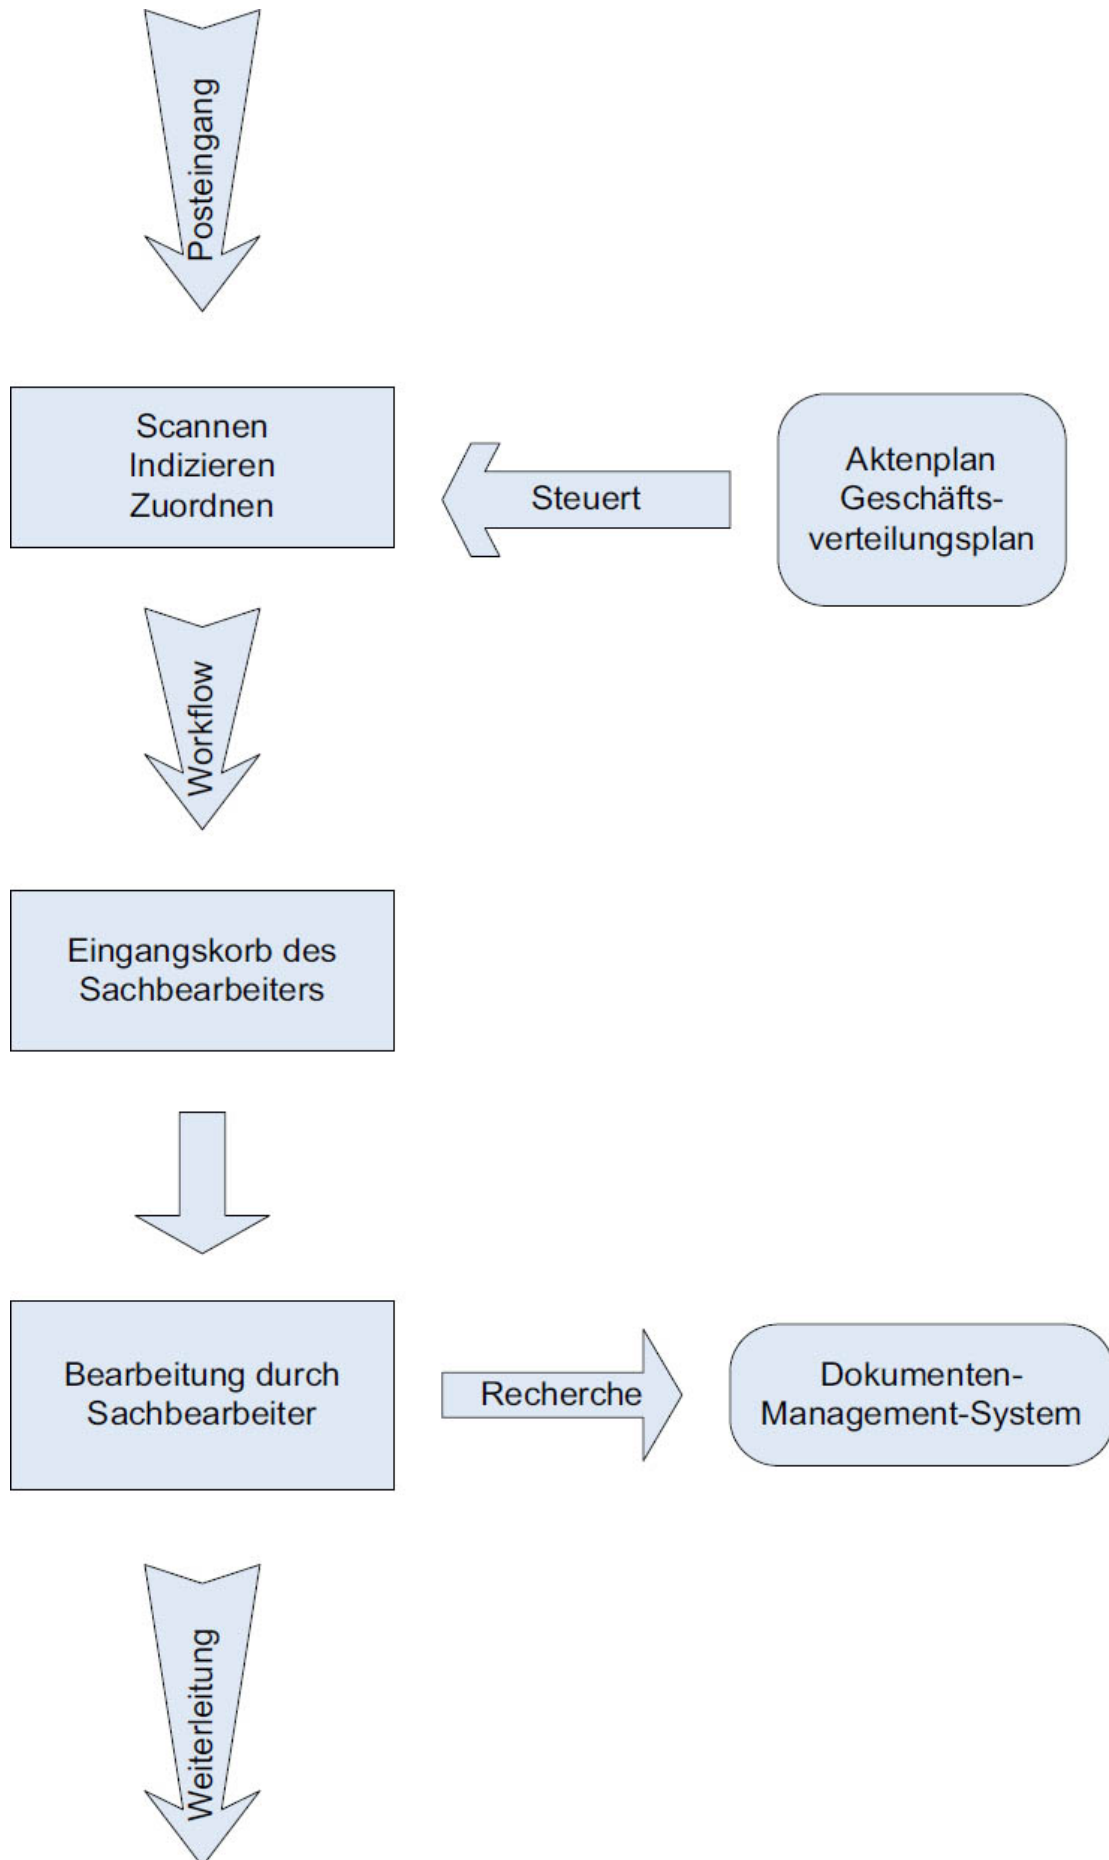 Posteingang
Scannen
Indizieren
Zuordnen
Steuert
Aktenplan
Geschäfts-
verteilungsplan
Workflow
Eingangskorb des
Sachbearbeiters
Bearbeitung durch
Sachbearbeiter
Recherche
Dokumenten-
Management-System
Weiterleitung